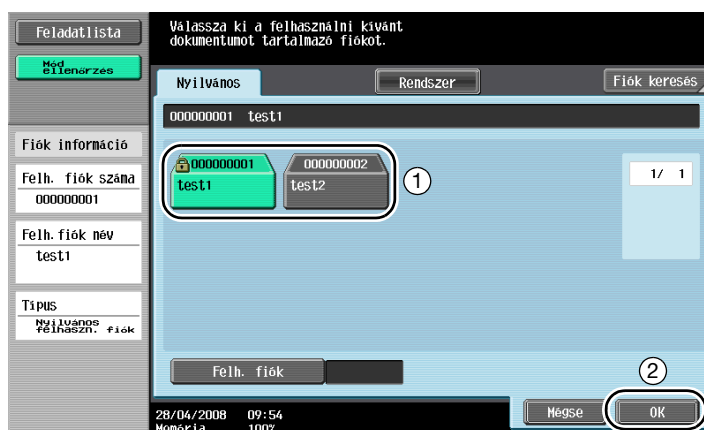 Feladatlista
Mód
ellenőrzés
Válassza ki a felhasználni kívánt
dokumentumot tartalmazó fiókot.
Nyilvános
Rendszer
Fiók keresés
000000001 test1
Fiók információ
Felh. fiók száma
000000001
Felh.fiók név
test1
Típus
Nyilvános
felhaszn. fiók
000000001
test1
000000002
test2
1
1/ 1
Felh. fiók
2
28/04/2008 09:54
Memória 100%
Mégse
OK